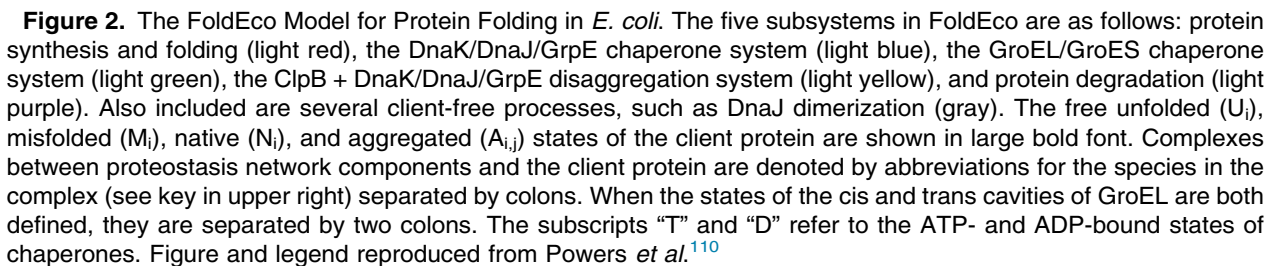 Figure 2. The FoldEco Model for Protein Folding in E. coli. The five subsystems in FoldEco are as follows: protein
synthesis and folding (light red), the DnaK/DnaJ/GrpE chaperone system (light blue), the GroEL/GroES chaperone
system (light green), the ClpB + DnaK/DnaJ/GrpE disaggregation system (light yellow), and protein degradation (light
purple). Also included are several client-free processes, such as DnaJ dimerization (gray). The free unfolded (Ui),
misfolded (Mi), native (Ni), and aggregated (Ai,j) states of the client protein are shown in large bold font. Complexes
between proteostasis network components and the client protein are denoted by abbreviations for the species in the
complex (see key in upper right) separated by colons. When the states of the cis and trans cavities of GroEL are both
defined, they are separated by two colons. The subscripts “T” and “D” refer to the ATP- and ADP-bound states of
chaperones. Figure and legend reproduced from Powers et al.110